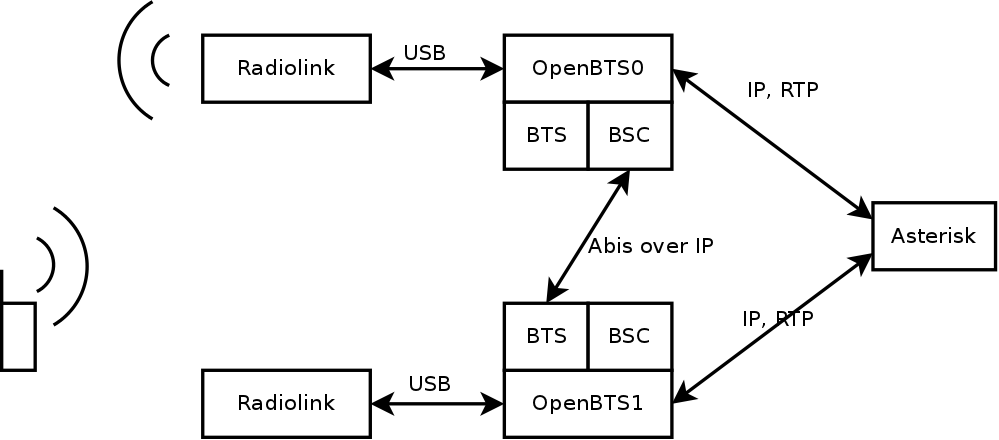 Radiolink
USB
OpenBTS0
IP, RTP
BTS
BSC
Abis over IP
Asterisk
IP, RTP
BTS
BSC
Radiolink
USB
OpenBTS1